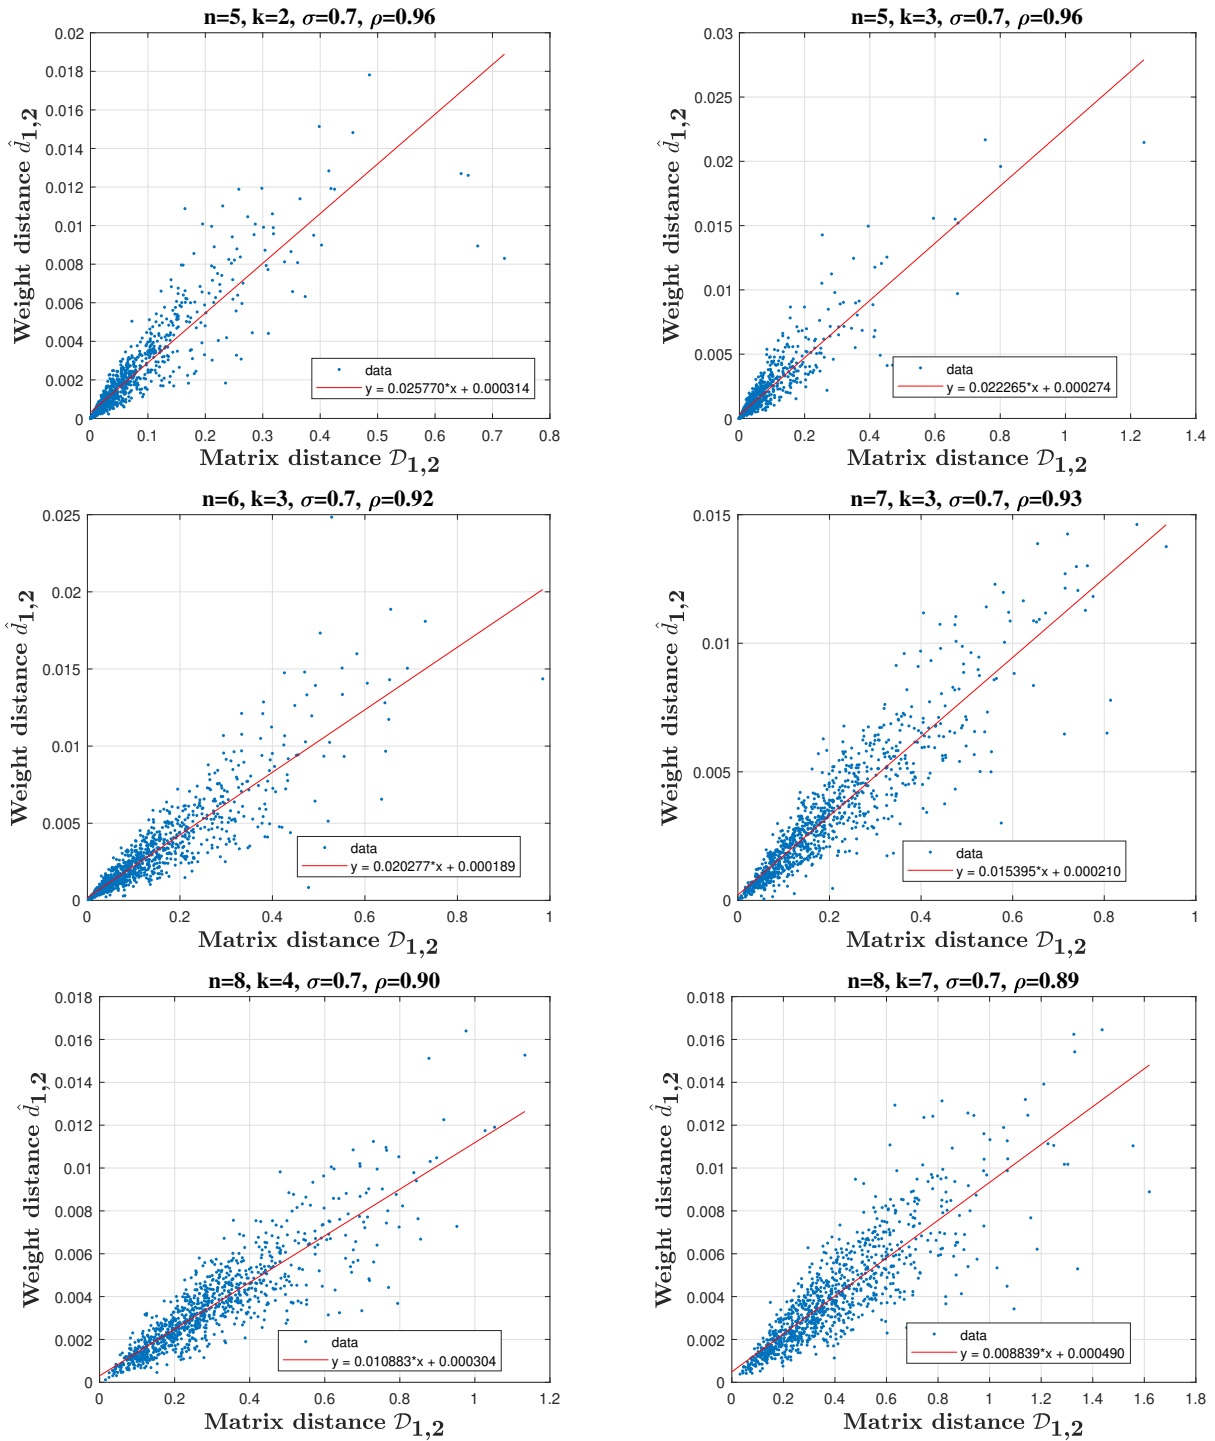 n=5, k=2, σ=0.7, ρ=0.96
0.02
0.018
0.016
0.014
0.012
0.01
0.008
0.006
0.004
0.002
0
Weight distance d̂1,2
data
y = 0.025770*x + 0.000314
0 0.1 0.2 0.3 0.4 0.5 0.6 0.7 0.8
Matrix distance 𝒟1,2
n=5, k=3, σ=0.7, ρ=0.96
0.03
0.025
0.02
0.015
0.01
0.005
0
Weight distance d̂1,2
data
y = 0.022265*x + 0.000274
0 0.2 0.4 0.6 0.8 1 1.2 1.4
Matrix distance 𝒟1,2
n=6, k=3, σ=0.7, ρ=0.92
0.025
0.02
0.015
0.01
0.005
0
Weight distance d̂1,2
data
y = 0.020277*x + 0.000189
0 0.2 0.4 0.6 0.8 1
Matrix distance 𝒟1,2
n=7, k=3, σ=0.7, ρ=0.93
0.015
0.01
0.005
0
Weight distance d̂1,2
data
y = 0.015395*x + 0.000210
0 0.2 0.4 0.6 0.8 1
Matrix distance 𝒟1,2
n=8, k=4, σ=0.7, ρ=0.90
0.018
0.016
0.014
0.012
0.01
0.008
0.006
0.004
0.002
0
Weight distance d̂1,2
data
y = 0.010883*x + 0.000304
0 0.2 0.4 0.6 0.8 1 1.2
Matrix distance 𝒟1,2
n=8, k=7, σ=0.7, ρ=0.89
0.018
0.016
0.014
0.012
0.01
0.008
0.006
0.004
0.002
0
Weight distance d̂1,2
data
y = 0.008839*x + 0.000490
0 0.2 0.4 0.6 0.8 1 1.2 1.4 1.6 1.8
Matrix distance 𝒟1,2